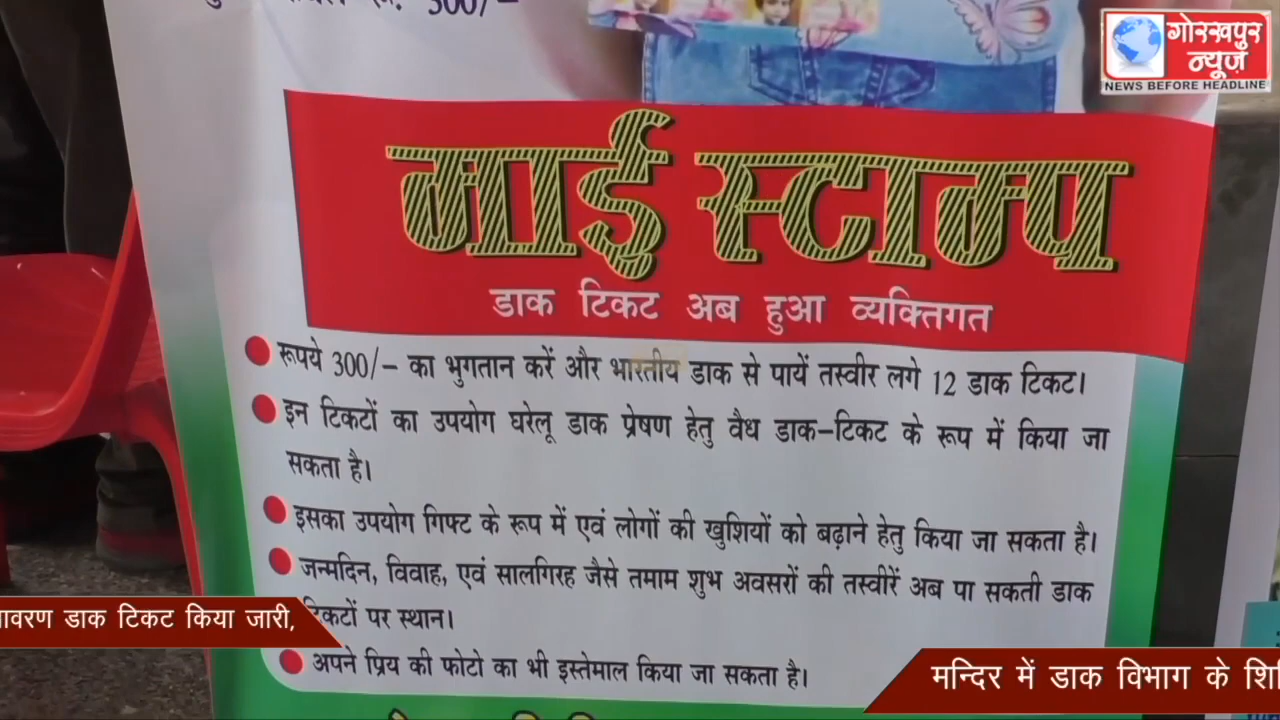 300/-
गोरखपुर
न्यूज़
NEWS BEFORE HEADLINE
माई स्टाम्प
डाक टिकट अब हुआ व्यक्तिगत
रूपये 300/- का भुगतान करें और भारतीय डाक से पायें तस्वीर लगे 12 डाक टिकट।
इन टिकटों का उपयोग घरेलू डाक प्रेषण हेतु वैध डाक-टिकट के रूप में किया जा
सकता है।
इसका उपयोग गिफ्ट के रूप में एवं लोगों की खुशियों को बढ़ाने हेतु किया जा सकता है।
जन्मदिन, विवाह, एवं सालगिरह जैसे तमाम शुभ अवसरों की तस्वीरें अब पा सकती डाक
टिकटों पर स्थान।
अपने प्रिय की फोटो का भी इस्तेमाल किया जा सकता है।
डाक टिकट किया जारी,
मन्दिर में डाक विभाग के